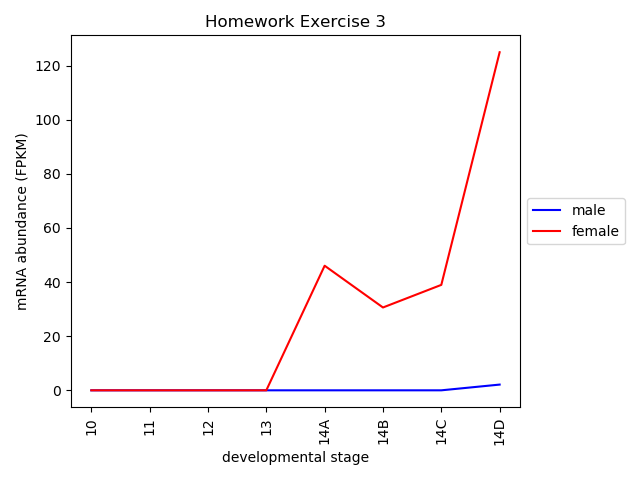 Homework Exercise 3
mRNA abundance (FPKM)
120
100
80
60
40
20
0
10
11
12
13
14A
14B
14C
14D
developmental stage
male
female